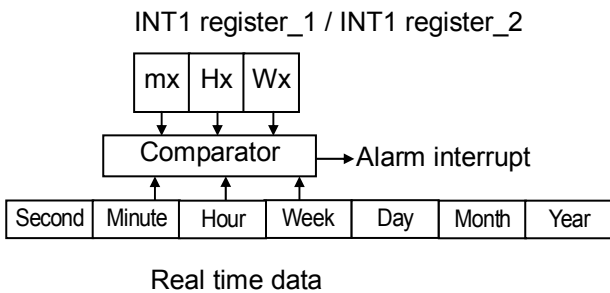 INT1 register_1 / INT1 register_2
mx Hx Wx
Comparator
Alarm interrupt
Second Minute Hour Week Day Month Year
Real time data